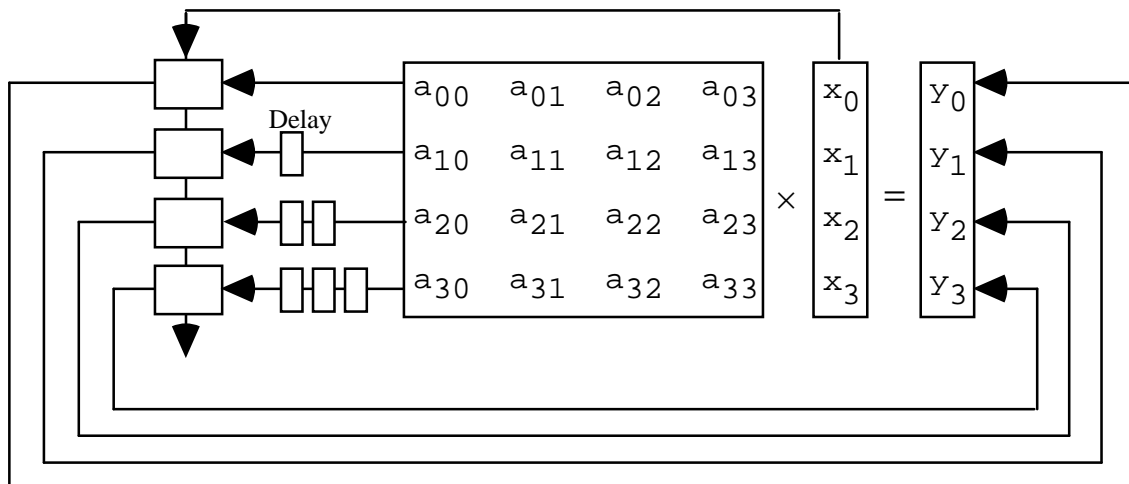 Delay
a00 a01 a02 a03 x0 y0
a10 a11 a12 a13 x1 y1
× =
a20 a21 a22 a23 x2 y2
a30 a31 a32 a33 x3 y3